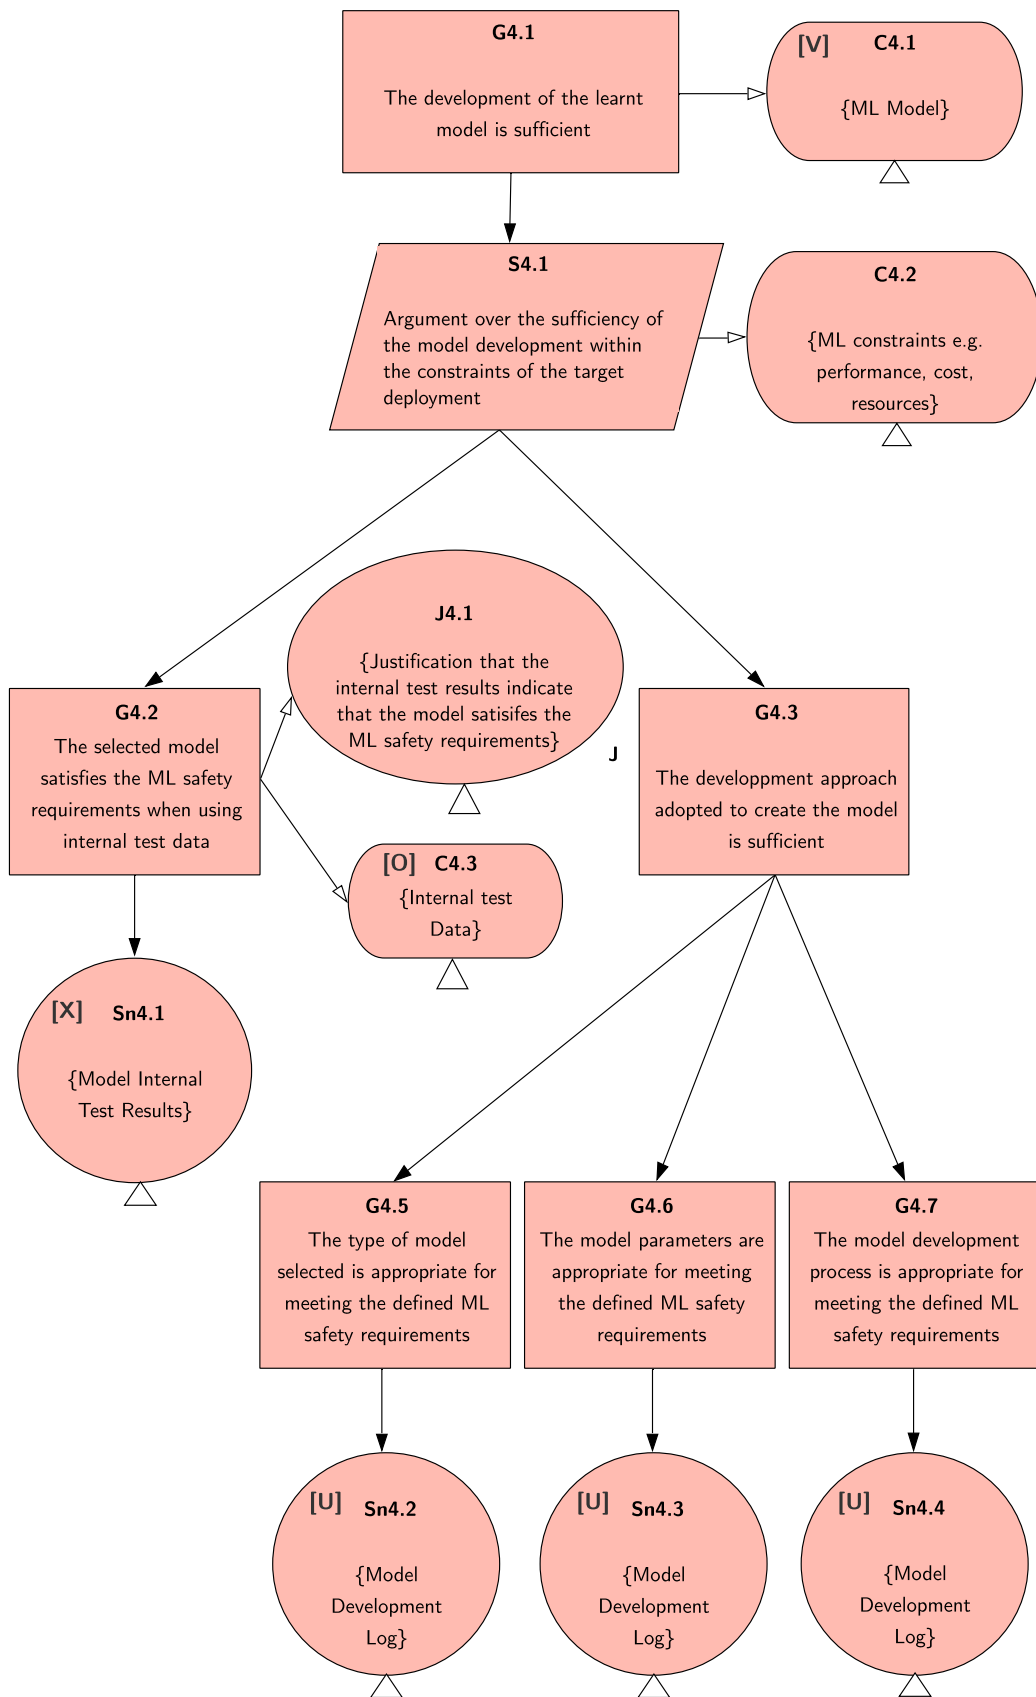 G4.1
The development of the learnt
model is sufficient
[V] C4.1
{ML Model}
S4.1
Argument over the sufficiency of
the model development within
the constraints of the target
deployment
C4.2
{ML constraints e.g.
performance, cost,
resources}
J4.1
{Justification that the
internal test results indicate
that the model satisifes the
ML safety requirements}
J
G4.2
The selected model
satisfies the ML safety
requirements when using
internal test data
G4.3
The developpment approach
adopted to create the model
is sufficient
[O] C4.3
{Internal test
Data}
[X] Sn4.1
{Model Internal
Test Results}
G4.5
The type of model
selected is appropriate for
meeting the defined ML
safety requirements
G4.6
The model parameters are
appropriate for meeting
the defined ML safety
requirements
G4.7
The model development
process is appropriate for
meeting the defined ML
safety requirements
[U] Sn4.2
{Model
Development
Log}
[U] Sn4.3
{Model
Development
Log}
[U] Sn4.4
{Model
Development
Log}